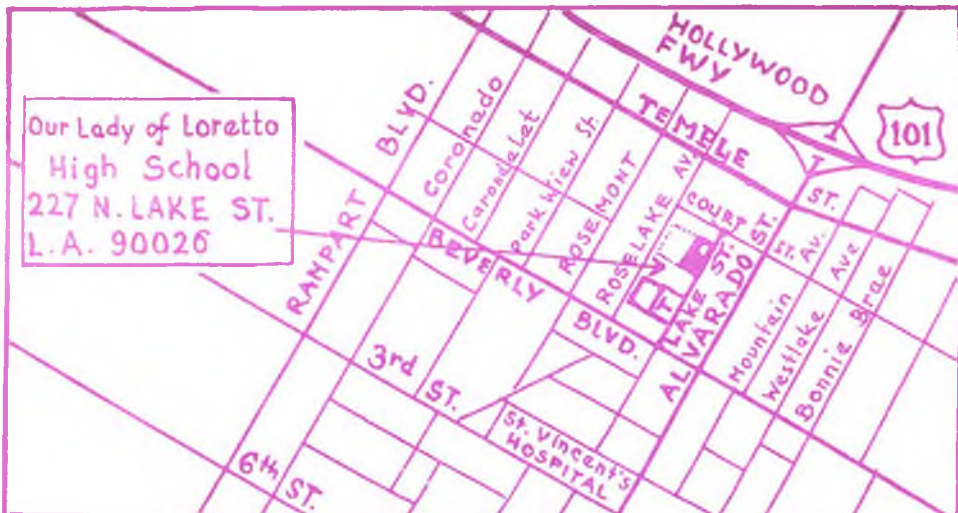 Our Lady of Loretto
High School
227 N. LAKE ST.
L.A. 90026
HOLLYWOOD
FWY
101
TEMPLE
ST.
RAMPART
BLVD.
Coronado
Carondelet
Park View St.
ROSEMONT
ROSELAKE AV.
COURT
ST.
LAKE ST.
ALVARADO ST.
Mountain
AV.
Westlake
Ave
Bonnie Brae
BEVERLY
BLVD.
3rd
ST.
St. Vincent's
HOSPITAL
6th
ST.